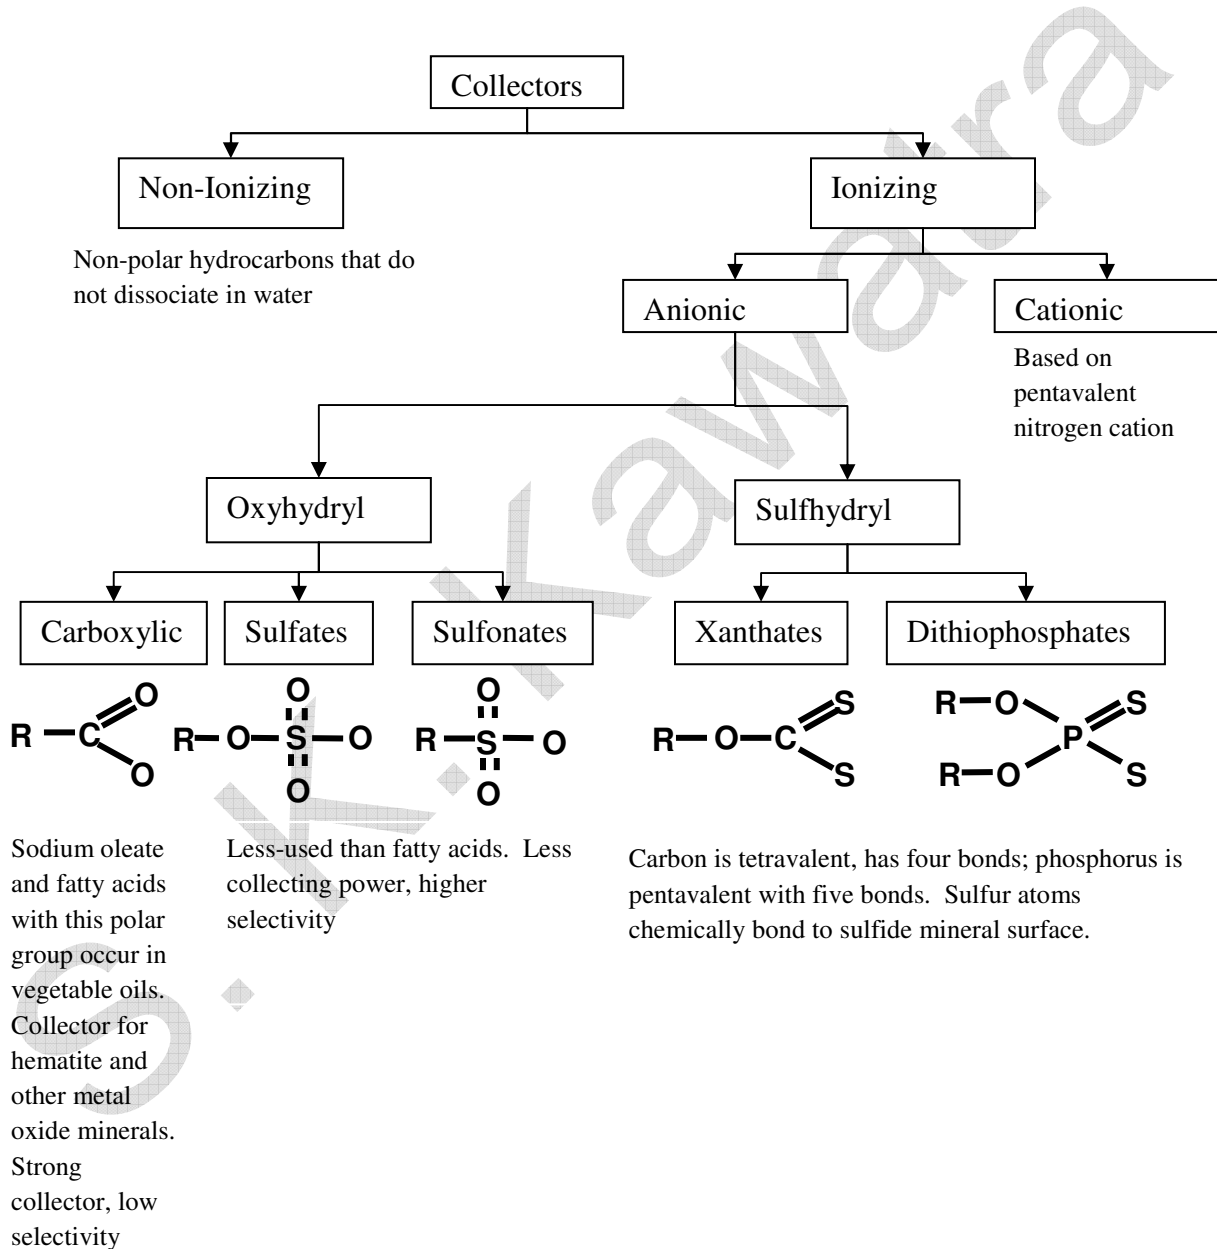 Collectors
Non-Ionizing
Ionizing
Non-polar hydrocarbons that do
not dissociate in water
Anionic
Cationic
Based on
pentavalent
nitrogen cation
Oxyhydryl
Sulfhydryl
Carboxylic
Sulfates
Sulfonates
Xanthates
Dithiophosphates
R
C
O
O
R
O
S
O
O
O
R
S
O
O
O
R
O
C
S
S
R
O
R
O
P
S
S
Sodium oleate
and fatty acids
with this polar
group occur in
vegetable oils.
Collector for
hematite and
other metal
oxide minerals.
Strong
collector, low
selectivity
Less-used than fatty acids. Less
collecting power, higher
selectivity
Carbon is tetravalent, has four bonds; phosphorus is
pentavalent with five bonds. Sulfur atoms
chemically bond to sulfide mineral surface.
S. K. Kawatra